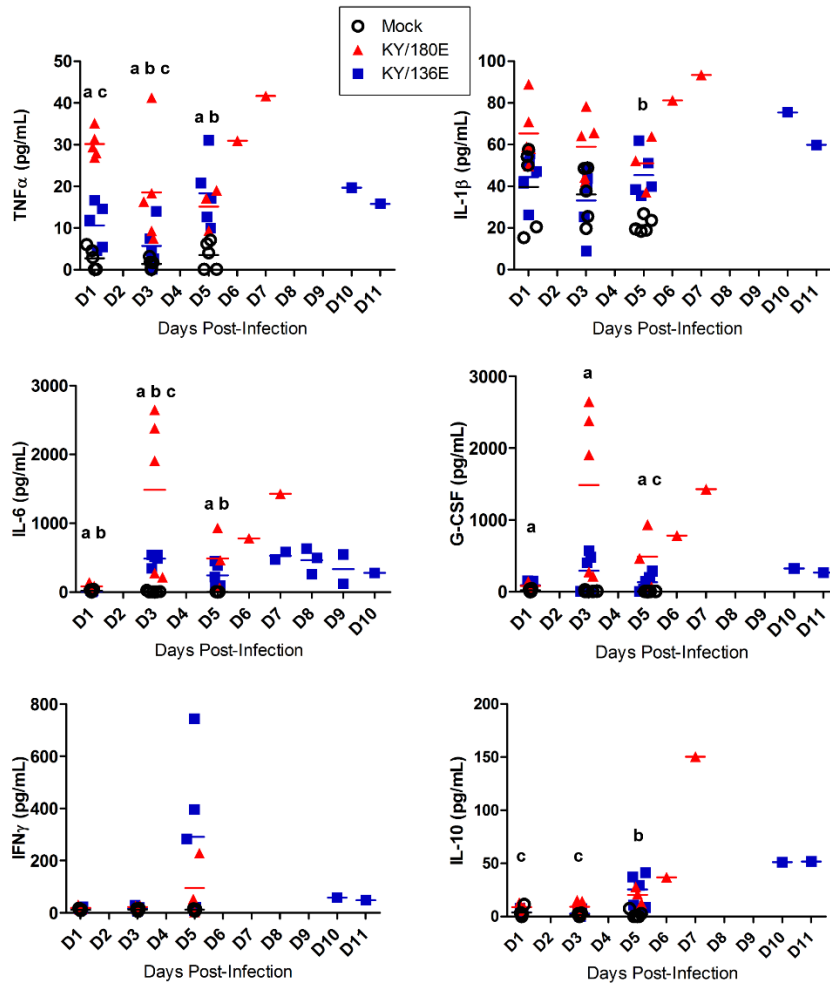 Mock
KY/180E
KY/136E
TNFα (pg/mL)
50
40
30
20
10
0
a c
a b c
a b
D1 D2 D3 D4 D5 D6 D7 D8 D9 D10 D11
Days Post-Infection
IL-1β (pg/mL)
100
80
60
40
20
0
b
D1 D2 D3 D4 D5 D6 D7 D8 D9 D10 D11
Days Post-Infection
IL-6 (pg/mL)
3000
2000
1000
0
a b
a b c
a b
D1 D2 D3 D4 D5 D6 D7 D8 D9 D10
Days Post-Infection
G-CSF (pg/mL)
3000
2000
1000
0
a
a
a c
D1 D2 D3 D4 D5 D6 D7 D8 D9 D10 D11
Days Post-Infection
IFNγ (pg/mL)
800
600
400
200
0
D1 D2 D3 D4 D5 D6 D7 D8 D9 D10 D11
Days Post-Infection
IL-10 (pg/mL)
200
150
100
50
0
c
c
b
D1 D2 D3 D4 D5 D6 D7 D8 D9 D10 D11
Days Post-Infection